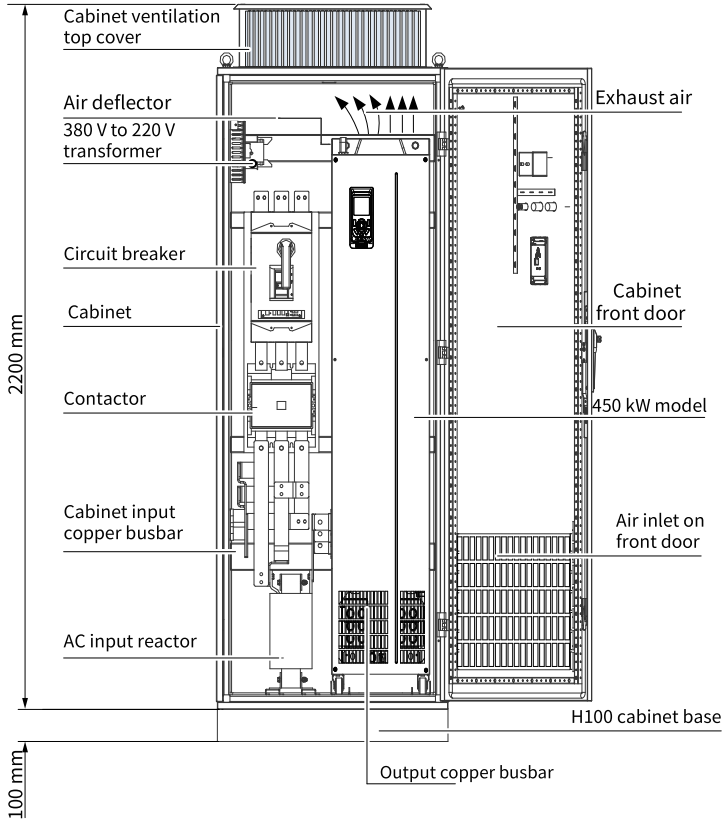 Cabinet ventilation
top cover
Air deflector
380 V to 220 V
transformer
Circuit breaker
Cabinet
Contactor
Cabinet input
copper busbar
AC input reactor
Exhaust air
Cabinet
front door
450 kW model
Air inlet on
front door
H100 cabinet base
Output copper busbar
2200 mm
100 mm